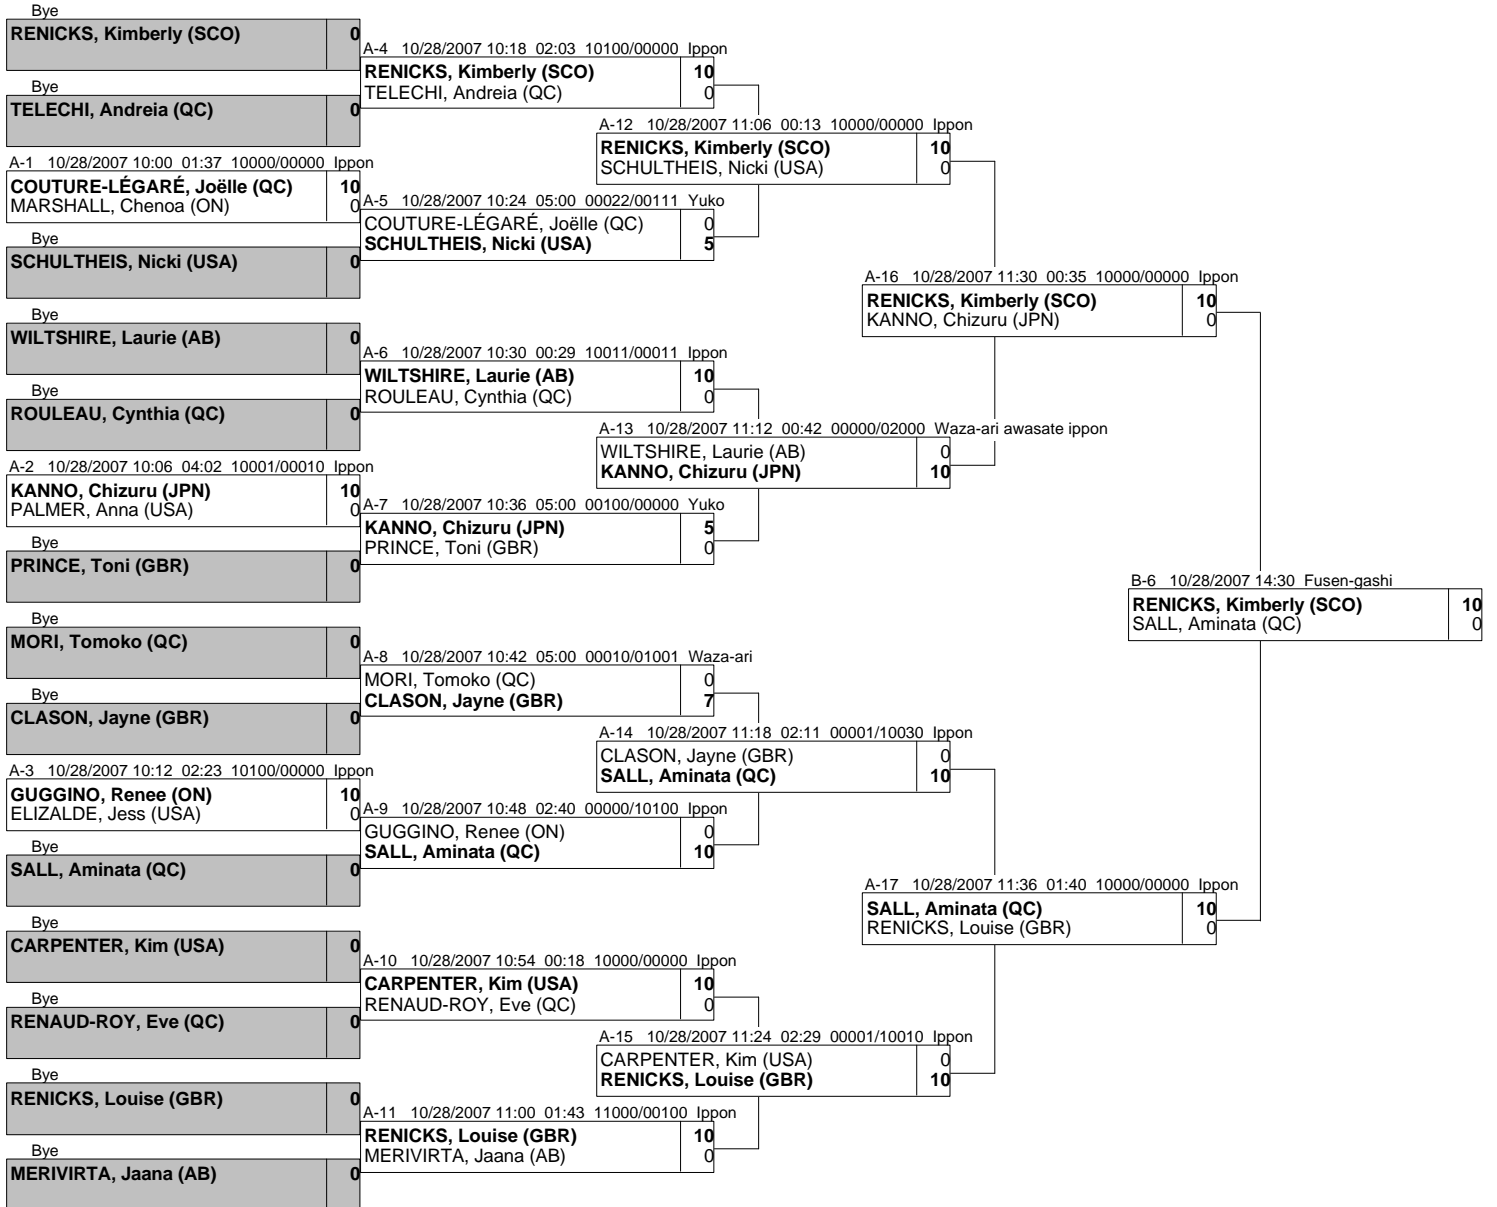 Bye
RENICKS, Kimberly (SCO) 0
Bye
TELECHI, Andreia (QC) 0
A-1 10/28/2007 10:00 01:37 10000/00000 Ippon
COUTURE-LÉGARÉ, Joëlle (QC) 10
MARSHALL, Chenoa (ON) 0
Bye
SCHULTHEIS, Nicki (USA) 0
Bye
WILTSHIRE, Laurie (AB) 0
Bye
ROULEAU, Cynthia (QC) 0
A-2 10/28/2007 10:06 04:02 10001/00010 Ippon
KANNO, Chizuru (JPN) 10
PALMER, Anna (USA) 0
Bye
PRINCE, Toni (GBR) 0
Bye
MORI, Tomoko (QC) 0
Bye
CLASON, Jayne (GBR) 0
A-3 10/28/2007 10:12 02:23 10100/00000 Ippon
GUGGINO, Renee (ON) 10
ELIZALDE, Jess (USA) 0
Bye
SALL, Aminata (QC) 0
Bye
CARPENTER, Kim (USA) 0
Bye
RENAUD-ROY, Eve (QC) 0
Bye
RENICKS, Louise (GBR) 0
Bye
MERIVIRTA, Jaana (AB) 0
A-4 10/28/2007 10:18 02:03 10100/00000 Ippon
RENICKS, Kimberly (SCO) 10
TELECHI, Andreia (QC) 0
A-5 10/28/2007 10:24 05:00 00022/00111 Yuko
COUTURE-LÉGARÉ, Joëlle (QC) 0
SCHULTHEIS, Nicki (USA) 5
A-6 10/28/2007 10:30 00:29 10011/00011 Ippon
WILTSHIRE, Laurie (AB) 10
ROULEAU, Cynthia (QC) 0
A-7 10/28/2007 10:36 05:00 00100/00000 Yuko
KANNO, Chizuru (JPN) 5
PRINCE, Toni (GBR) 0
A-8 10/28/2007 10:42 05:00 00010/01001 Waza-ari
MORI, Tomoko (QC) 0
CLASON, Jayne (GBR) 7
A-9 10/28/2007 10:48 02:40 00000/10100 Ippon
GUGGINO, Renee (ON) 0
SALL, Aminata (QC) 10
A-10 10/28/2007 10:54 00:18 10000/00000 Ippon
CARPENTER, Kim (USA) 10
RENAUD-ROY, Eve (QC) 0
A-11 10/28/2007 11:00 01:43 11000/00100 Ippon
RENICKS, Louise (GBR) 10
MERIVIRTA, Jaana (AB) 0
A-12 10/28/2007 11:06 00:13 10000/00000 Ippon
RENICKS, Kimberly (SCO) 10
SCHULTHEIS, Nicki (USA) 0
A-13 10/28/2007 11:12 00:42 00000/02000 Waza-ari awasate ippon
WILTSHIRE, Laurie (AB) 0
KANNO, Chizuru (JPN) 10
A-14 10/28/2007 11:18 02:11 00001/10030 Ippon
CLASON, Jayne (GBR) 0
SALL, Aminata (QC) 10
A-15 10/28/2007 11:24 02:29 00001/10010 Ippon
CARPENTER, Kim (USA) 0
RENICKS, Louise (GBR) 10
A-16 10/28/2007 11:30 00:35 10000/00000 Ippon
RENICKS, Kimberly (SCO) 10
KANNO, Chizuru (JPN) 0
A-17 10/28/2007 11:36 01:40 10000/00000 Ippon
SALL, Aminata (QC) 10
RENICKS, Louise (GBR) 0
B-6 10/28/2007 14:30 Fusen-gashi
RENICKS, Kimberly (SCO) 10
SALL, Aminata (QC) 0